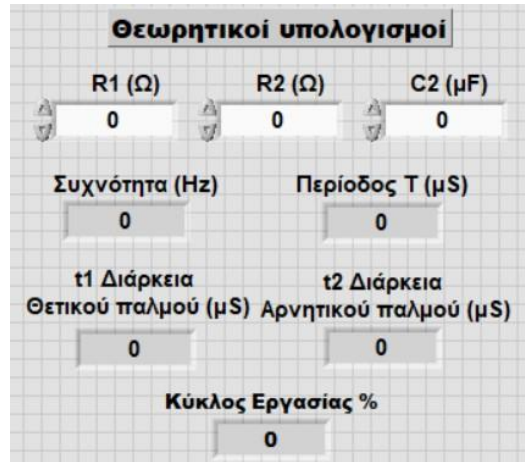 Θεωρητικοί υπολογισμοί
R1 (Ω) R2 (Ω) C2 (μF)
0 0 0
Συχνότητα (Hz) Περίοδος T (μS)
0 0
t1 Διάρκεια t2 Διάρκεια
Θετικού παλμού (μS) Αρνητικού παλμού (μS)
0 0
Κύκλος Εργασίας %
0